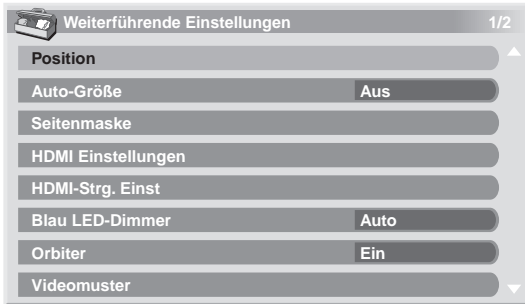 Weiterführende Einstellungen 1/2
Position
Auto-Größe Aus
Seitenmaske
HDMI Einstellungen
HDMI-Strg. Einst
Blau LED-Dimmer Auto
Orbiter Ein
Videomuster